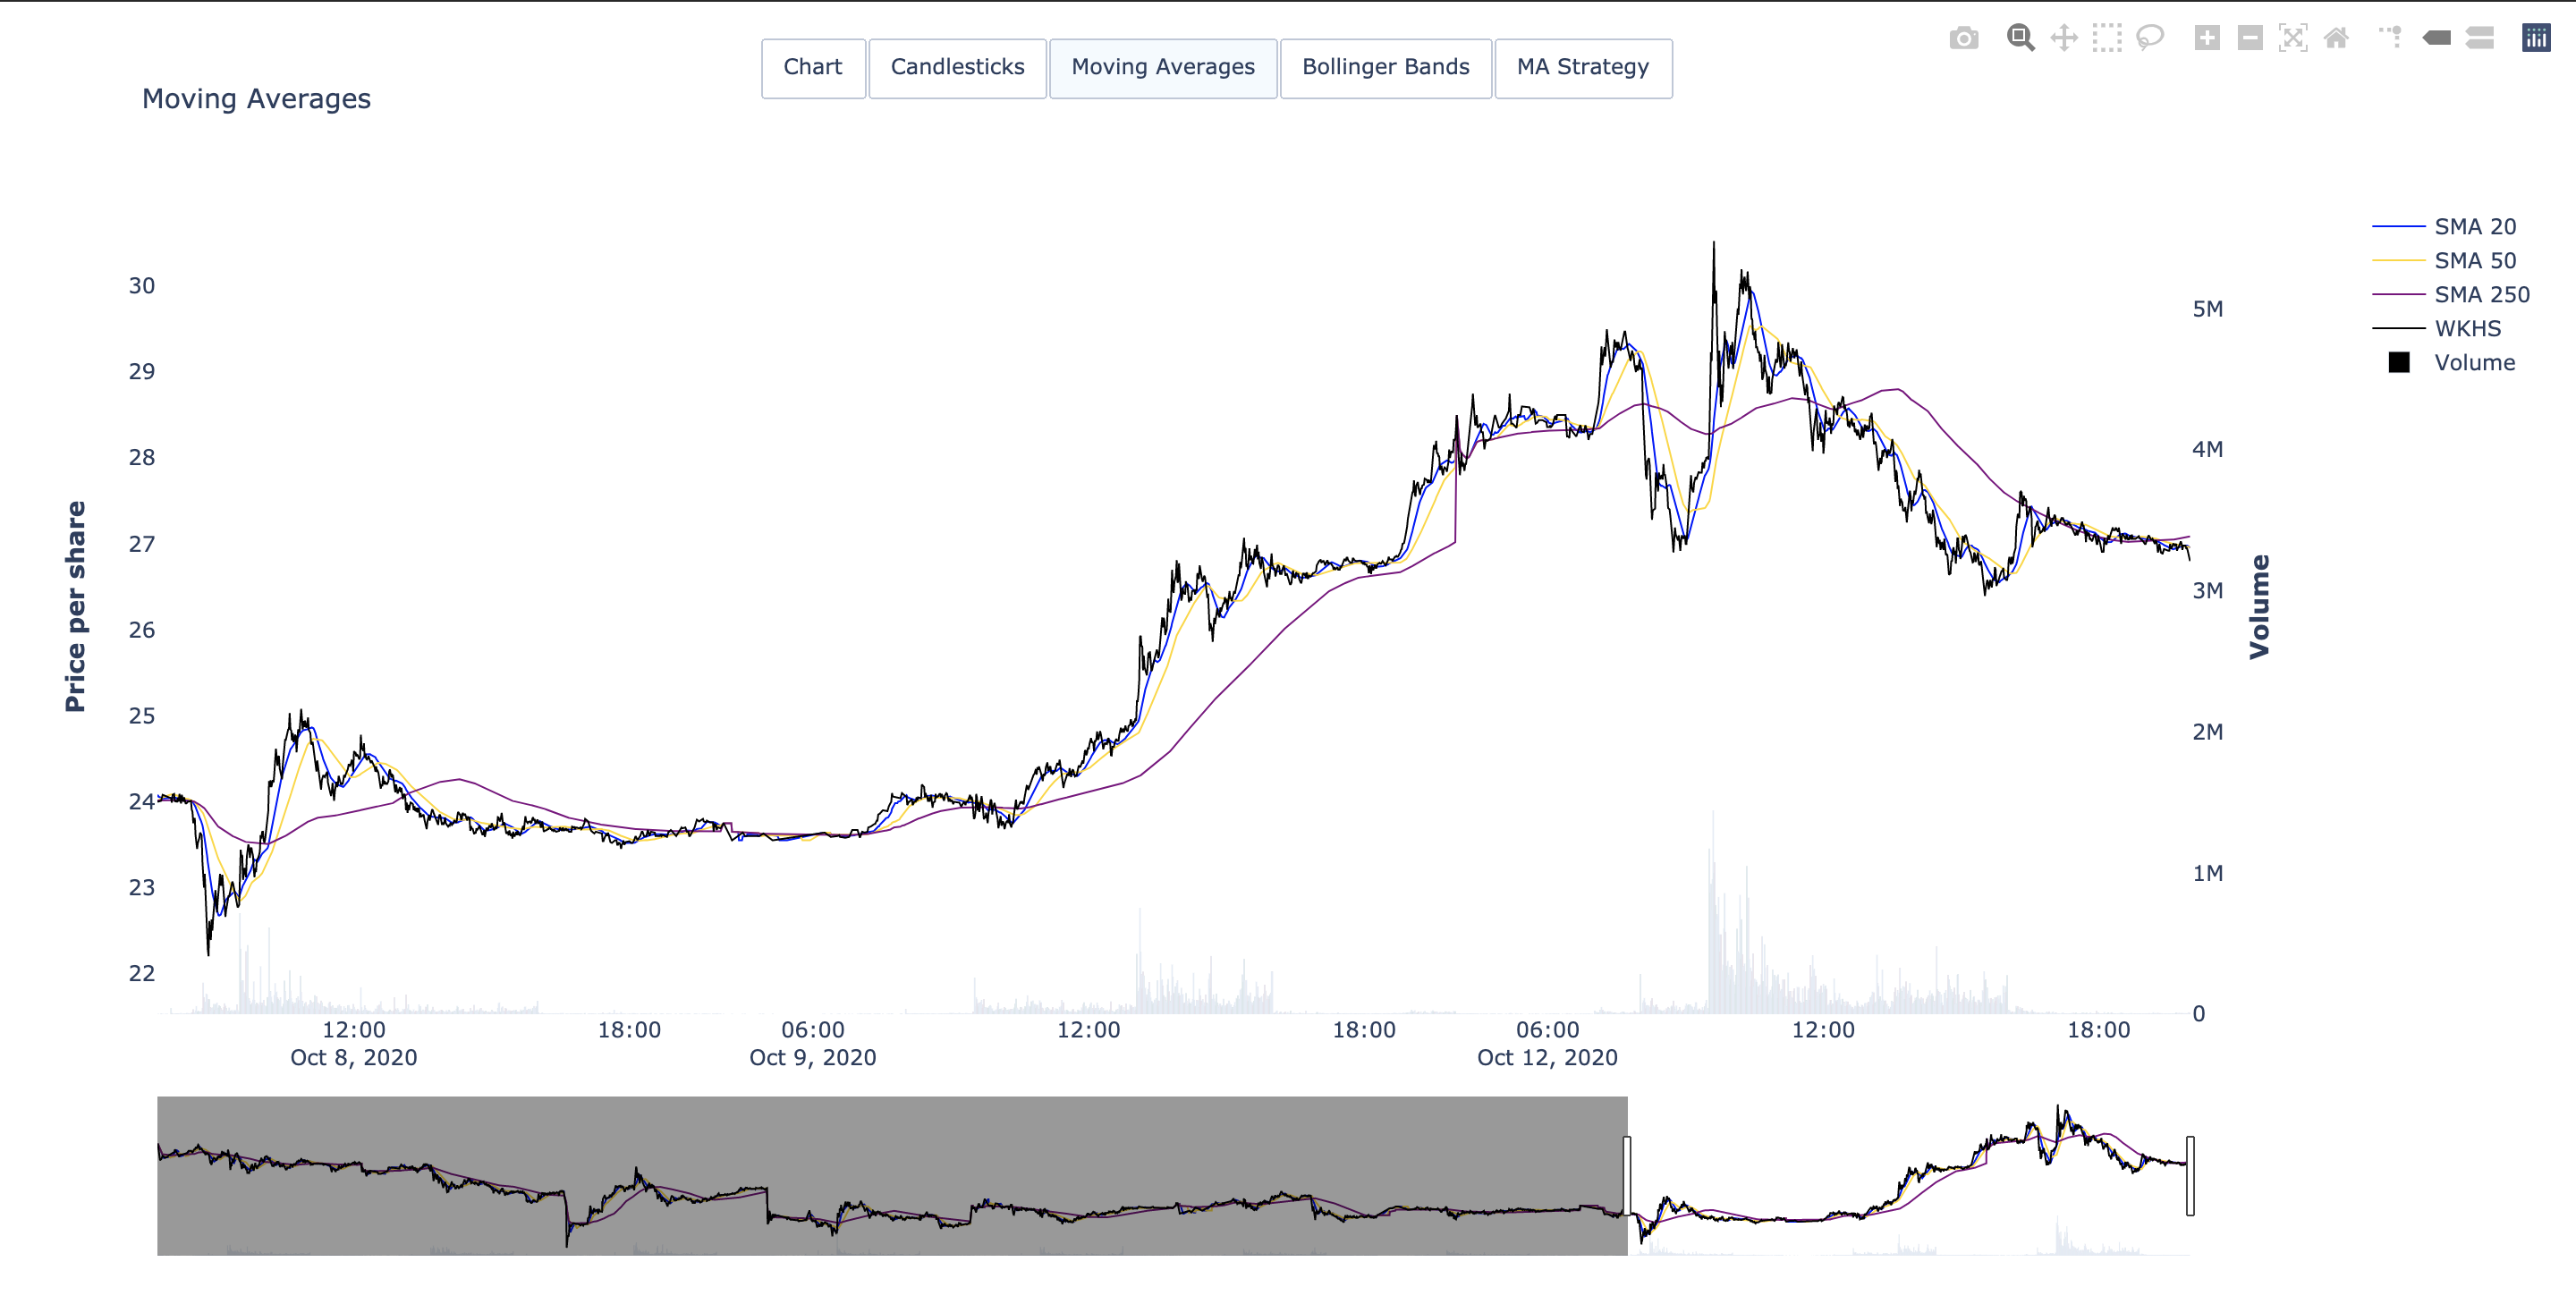 Chart
Candlesticks
Moving Averages
Bollinger Bands
MA Strategy
Moving Averages
SMA 20
SMA 50
SMA 250
WKHS
Volume
30
29
28
27
26
25
24
23
22
Price per share
5M
4M
3M
2M
1M
0
Volume
12:00
Oct 8, 2020
18:00
06:00
Oct 9, 2020
12:00
18:00
06:00
Oct 12, 2020
12:00
18:00